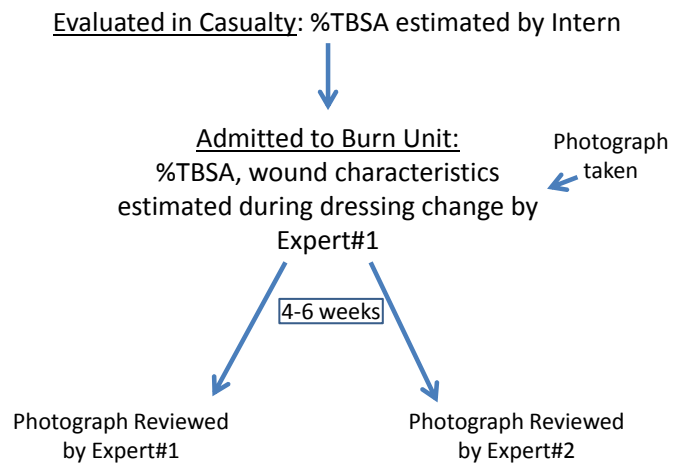 Evaluated in Casualty: %TBSA estimated by Intern
Admitted to Burn Unit:
%TBSA, wound characteristics
estimated during dressing change by
Expert#1
Photograph
taken
4-6 weeks
Photograph Reviewed
by Expert#1
Photograph Reviewed
by Expert#2